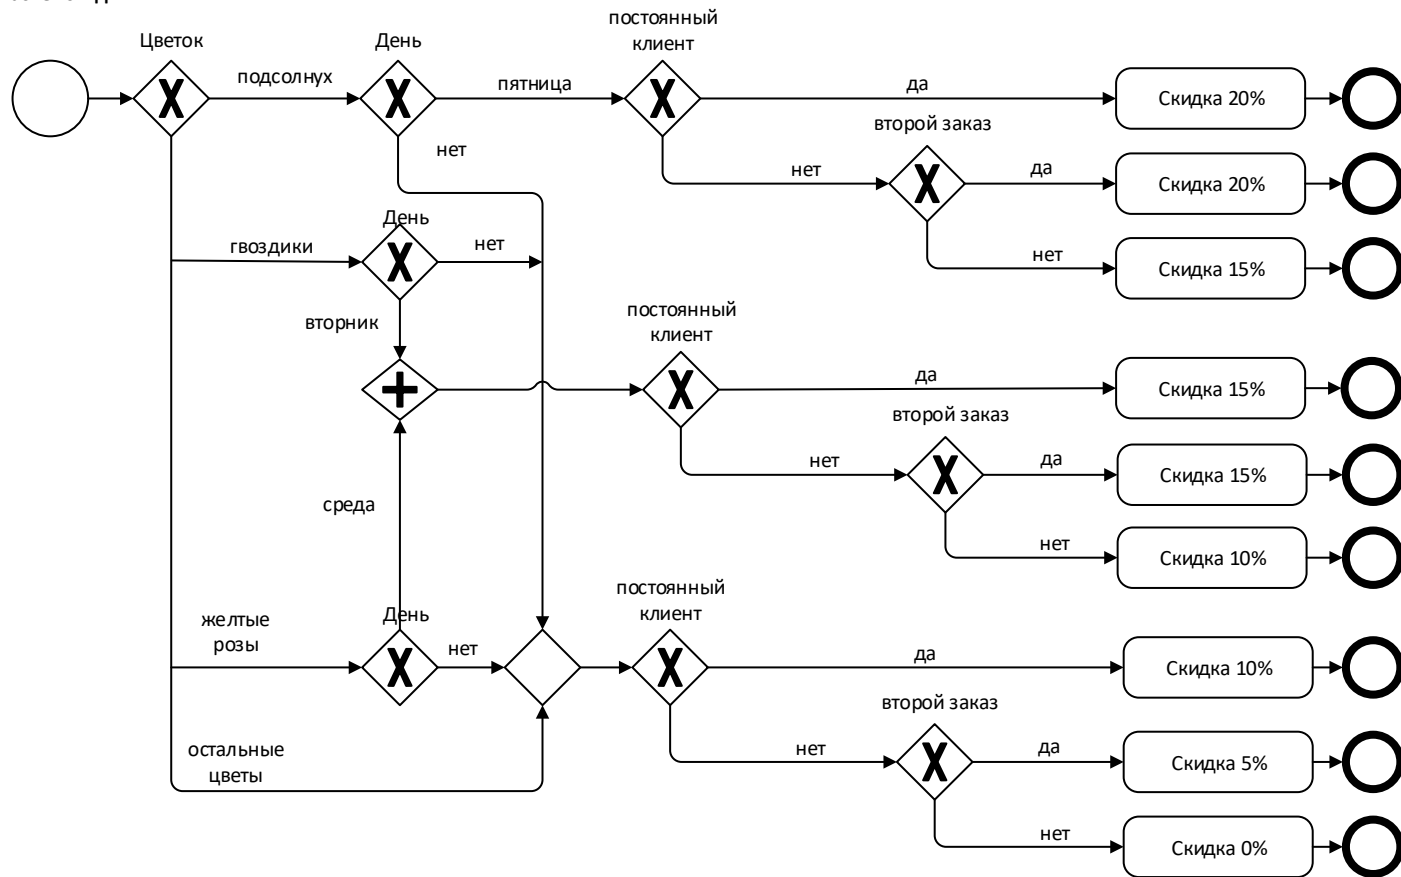 Цветок
День
постоянный
клиент
подсолнух
пятница
да
Скидка 20%
второй заказ
нет
нет
да
Скидка 20%
День
гвоздики
нет
нет
Скидка 15%
вторник
постоянный
клиент
да
Скидка 15%
второй заказ
нет
да
Скидка 15%
среда
нет
Скидка 10%
постоянный
клиент
желтые
розы
День
нет
да
Скидка 10%
второй заказ
остальные
цветы
нет
да
Скидка 5%
нет
Скидка 0%